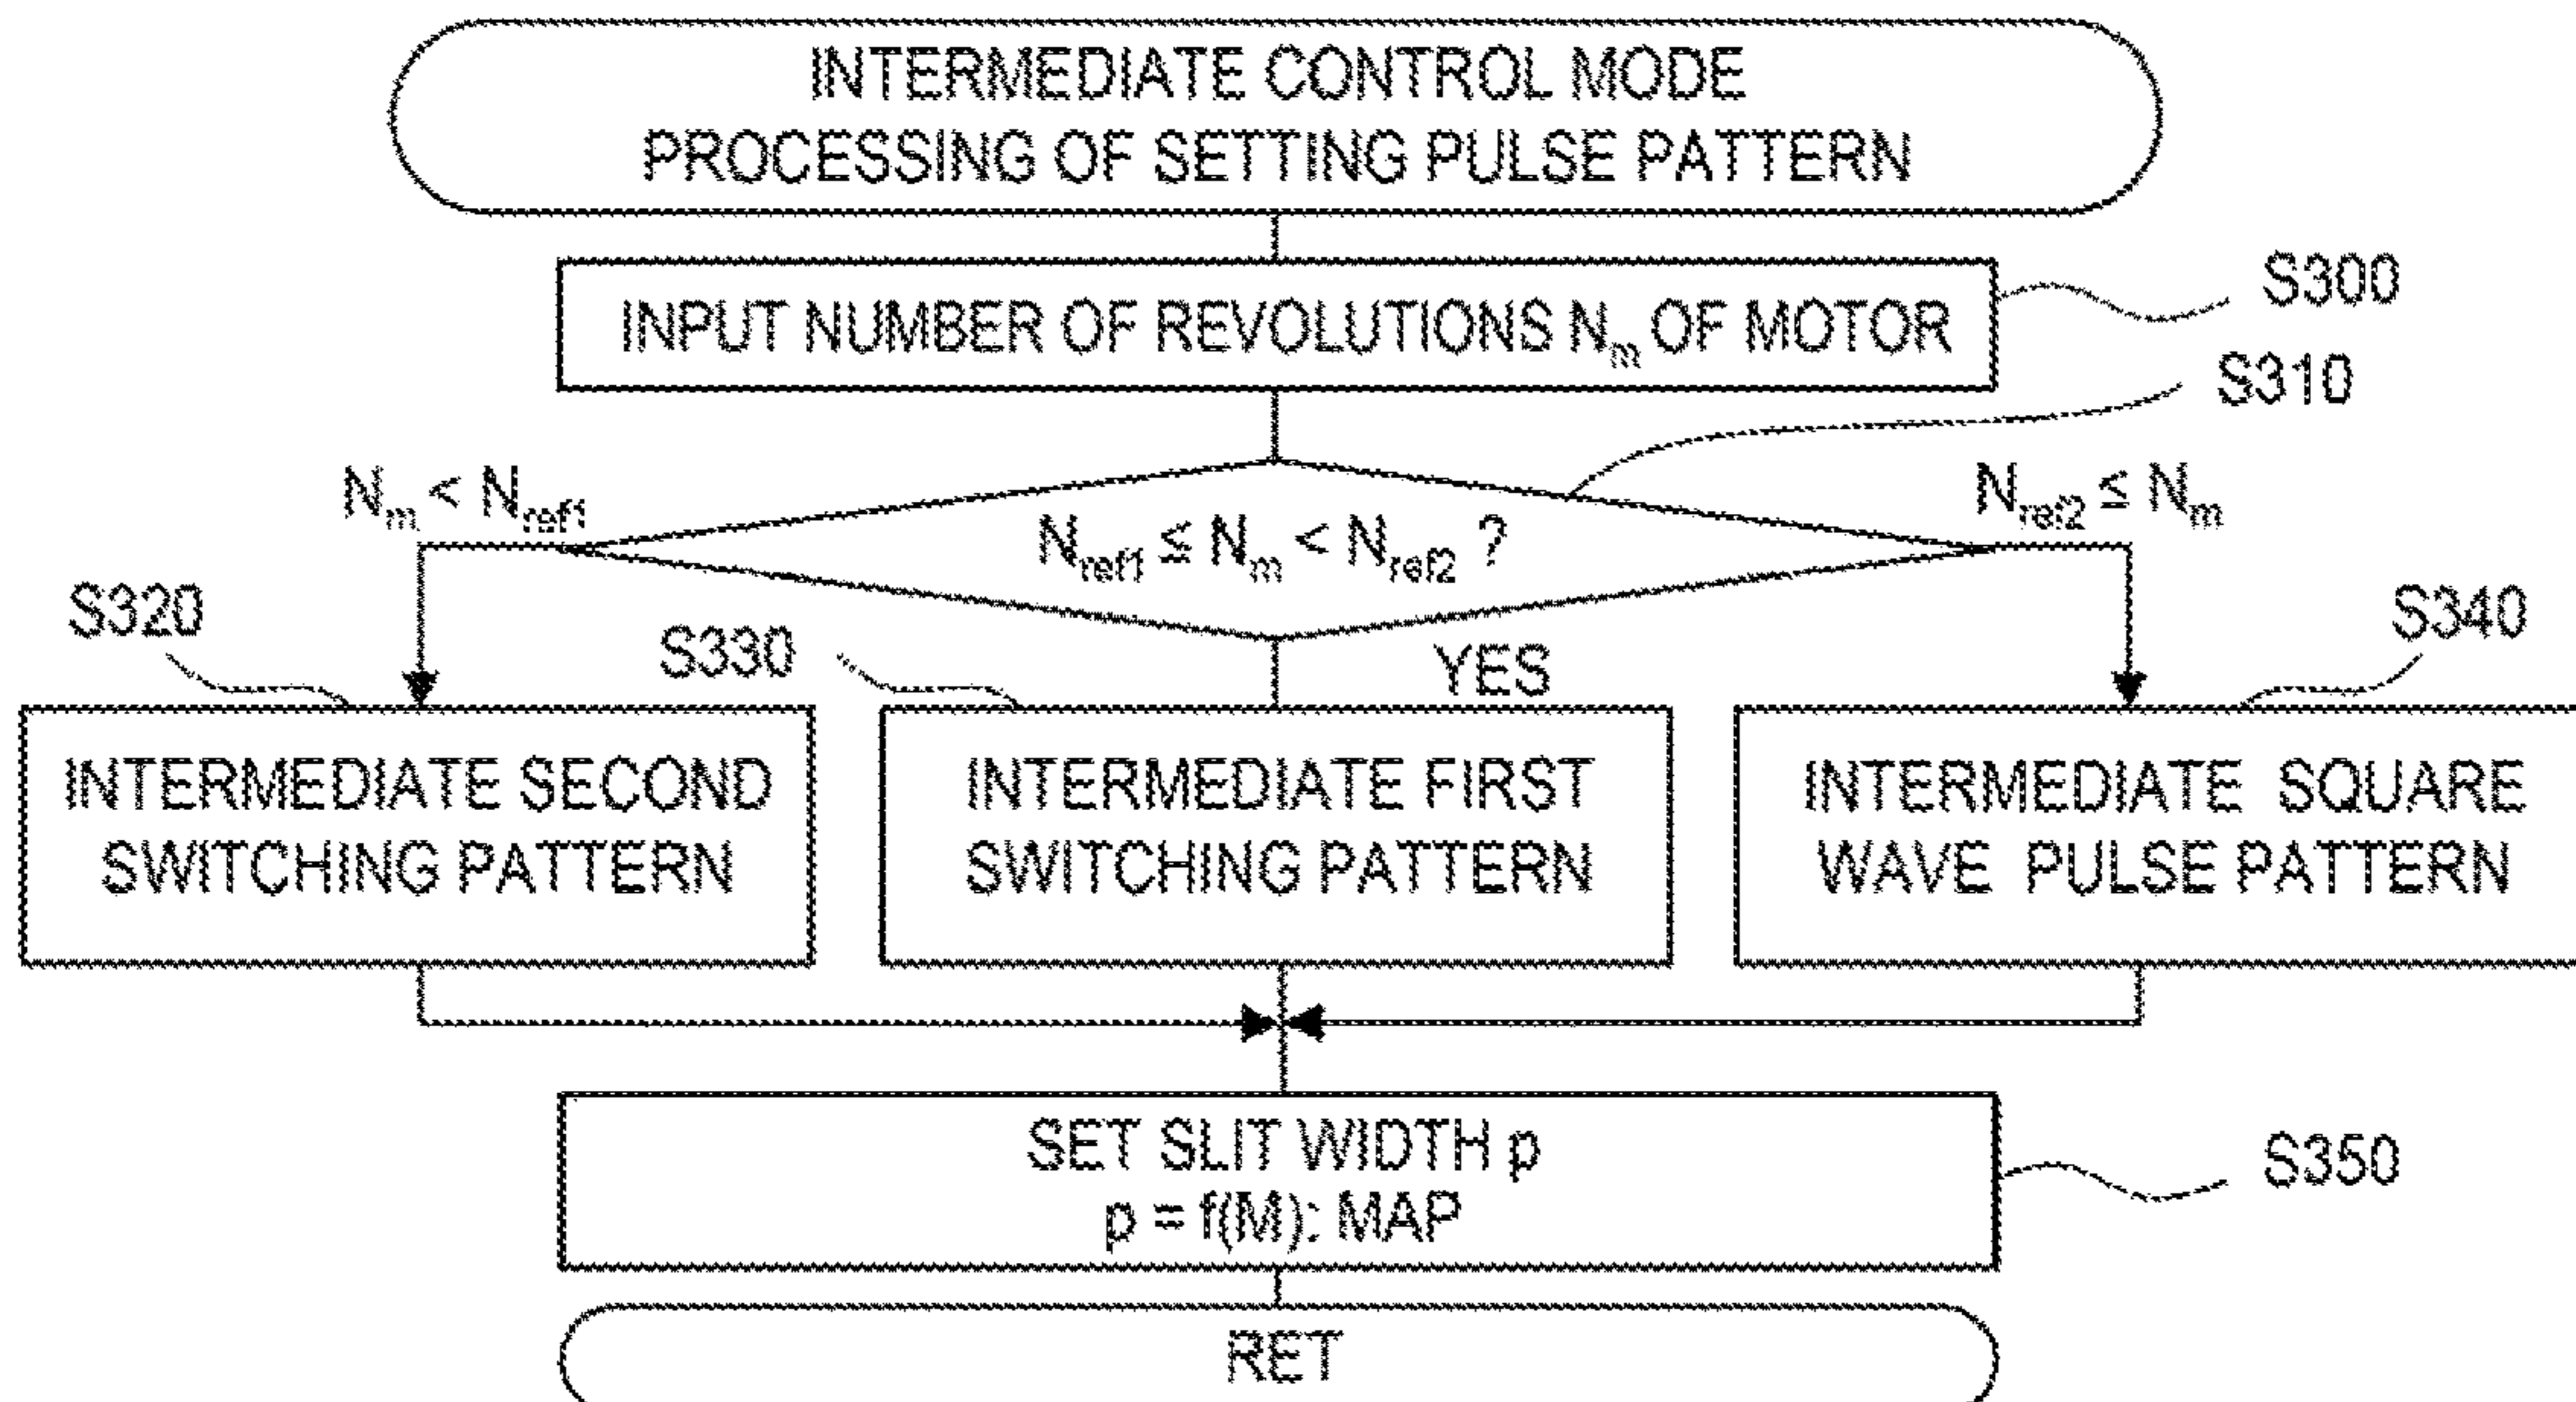 INTERMEDIATE CONTROL MODE
PROCESSING OF SETTING PULSE PATTERN
S300
INPUT NUMBER OF REVOLUTIONS Nm OF MOTOR
S310
Nm < Nref1
Nref1 ≤ Nm < Nref2 ?
Nref2 ≤ Nm
S320
S330
YES
S340
INTERMEDIATE SECOND
SWITCHING PATTERN
INTERMEDIATE FIRST
SWITCHING PATTERN
INTERMEDIATE SQUARE
WAVE PULSE PATTERN
SET SLIT WIDTH p
p = f(M): MAP
S350
RET